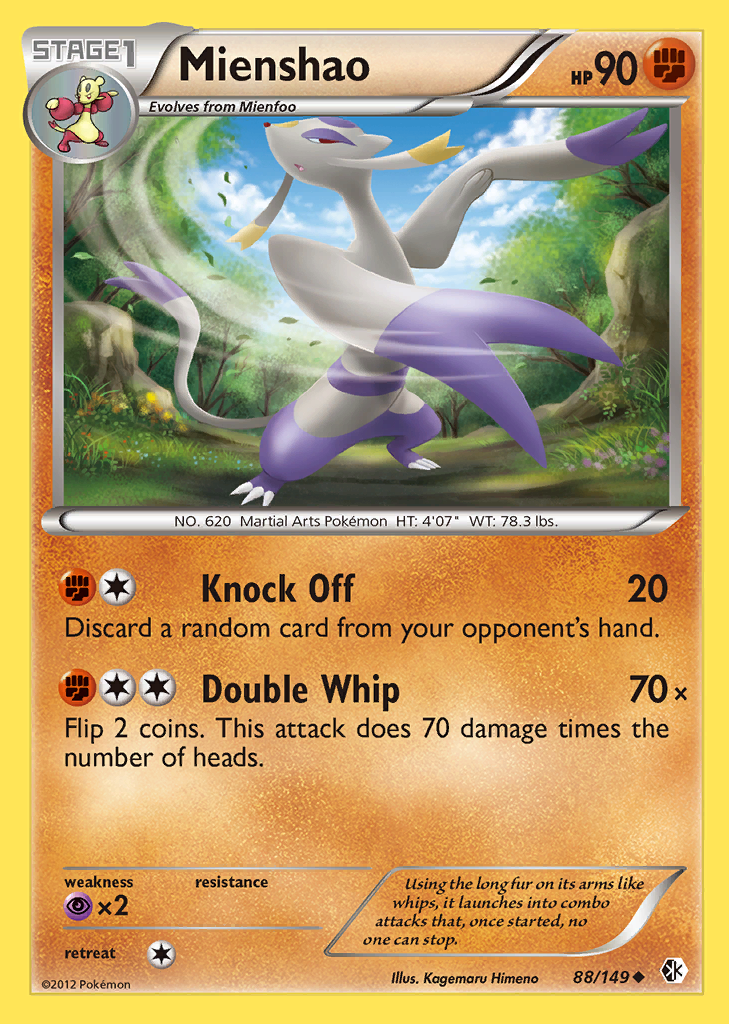 STAGE1
Mienshao
HP 90
Evolves from Mienfoo
NO. 620 Martial Arts Pokémon HT: 4'07" WT: 78.3 lbs.
Knock Off 20
Discard a random card from your opponent's hand.
Double Whip 70×
Flip 2 coins. This attack does 70 damage times the
number of heads.
weakness resistance
×2
retreat
Using the long fur on its arms like
whips, it launches into combo
attacks that, once started, no
one can stop.
Illus. Kagemaru Himeno 88/149
©2012 Pokémon